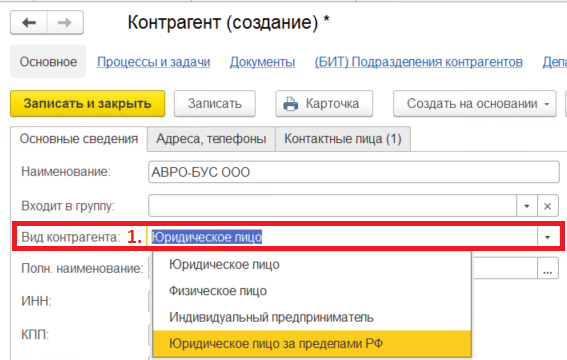 Контрагент (создание) *
Основное Процессы и задачи Документы (БИТ) Подразделения контрагентов Депа
Записать и закрыть Записать Карточка Создать на основании
Основные сведения Адреса, телефоны Контактные лица (1)
Наименование: АВРО-БУС ООО
Входит в группу:
Вид контрагента: 1. Юридическое лицо
Полн. наименование: ...
Юридическое лицо
Физическое лицо
ИНН:
Индивидуальный предприниматель
КПП:
Юридическое лицо за пределами РФ